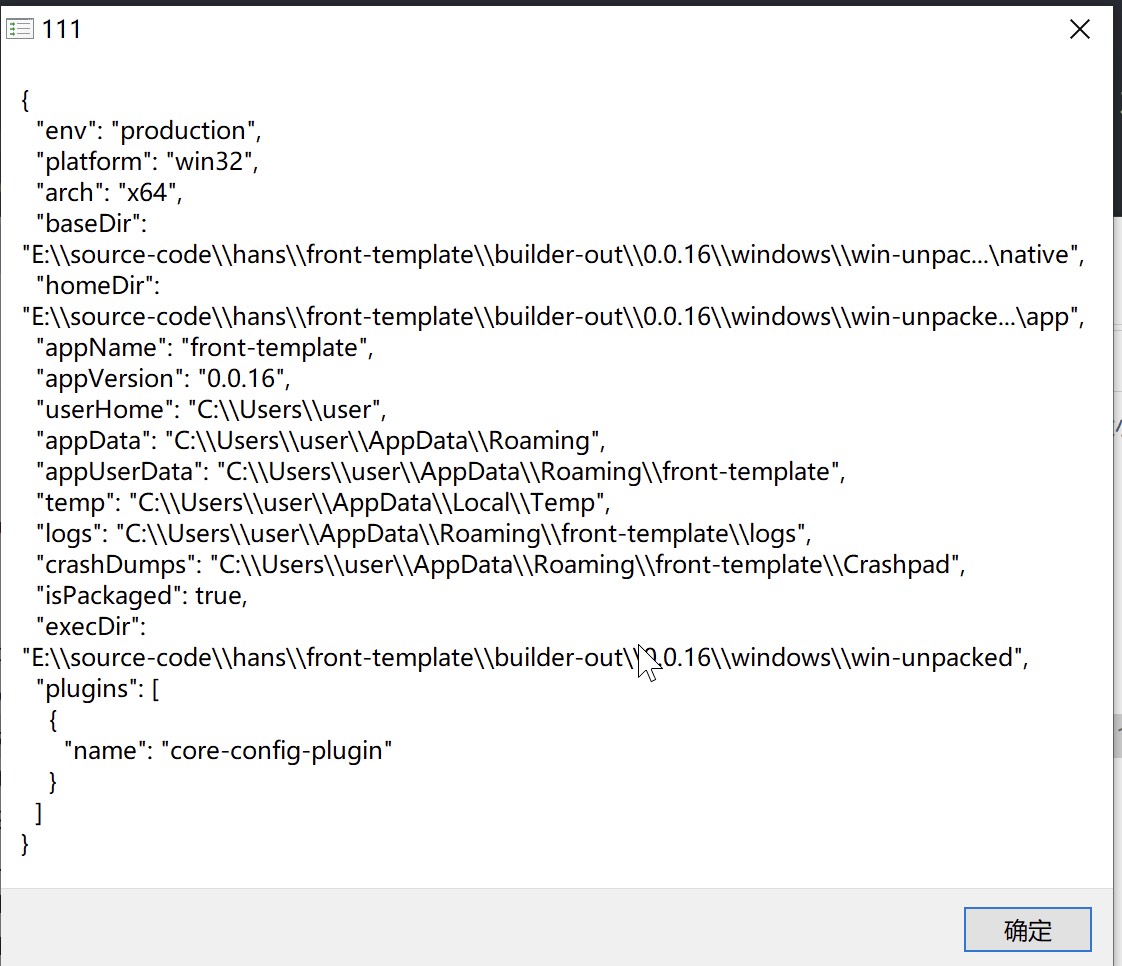 111
{
"env": "production",
"platform": "win32",
"arch": "x64",
"baseDir":
"E:\\source-code\\hans\\front-template\\builder-out\\0.0.16\\windows\\win-unpac...\native",
"homeDir":
"E:\\source-code\\hans\\front-template\\builder-out\\0.0.16\\windows\\win-unpacke...\app",
"appName": "front-template",
"appVersion": "0.0.16",
"userHome": "C:\\Users\\user",
"appData": "C:\\Users\\user\\AppData\\Roaming",
"appUserData": "C:\\Users\\user\\AppData\\Roaming\\front-template",
"temp": "C:\\Users\\user\\AppData\\Local\\Temp",
"logs": "C:\\Users\\user\\AppData\\Roaming\\front-template\\logs",
"crashDumps": "C:\\Users\\user\\AppData\\Roaming\\front-template\\Crashpad",
"isPackaged": true,
"execDir":
"E:\\source-code\\hans\\front-template\\builder-out\\0.0.16\\windows\\win-unpacked",
"plugins": [
{
"name": "core-config-plugin"
}
]
}
确定